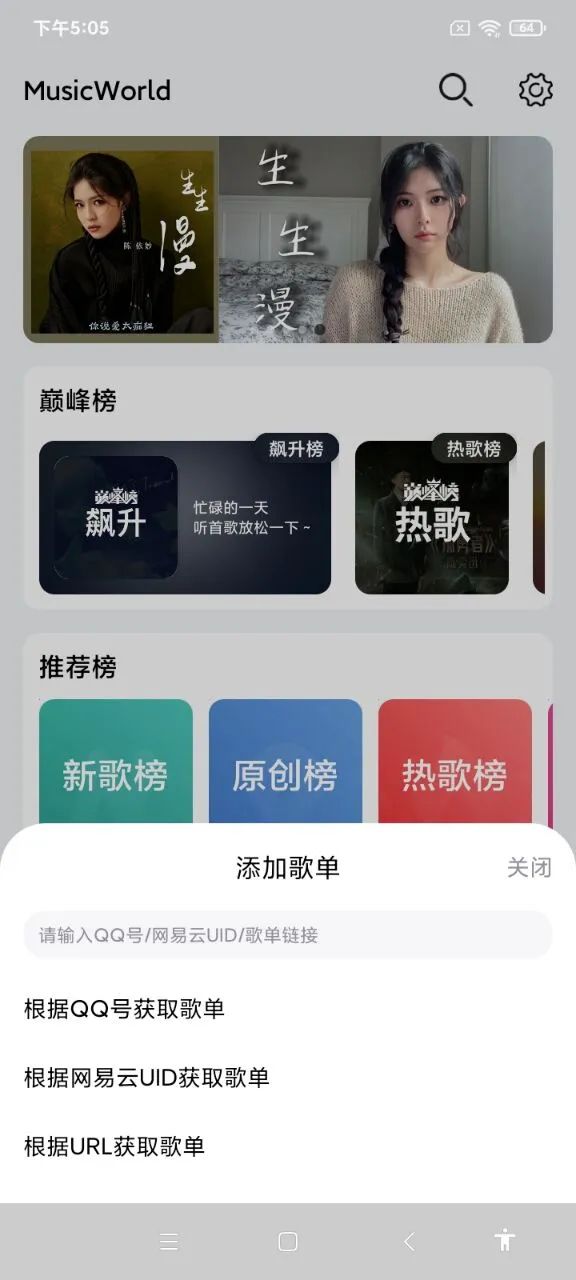 下午5:05
64
MusicWorld
生生
漫
陈 依妙
你说爱太痴狂
生
生
漫
巅峰榜
飙升榜
巅峰榜
飙升
忙碌的一天
听首歌放松一下 ~
热歌榜
巅峰榜
热歌
推荐榜
新歌榜
原创榜
热歌榜
添加歌单
关闭
请输入QQ号/网易云UID/歌单链接
根据QQ号获取歌单
根据网易云UID获取歌单
根据URL获取歌单